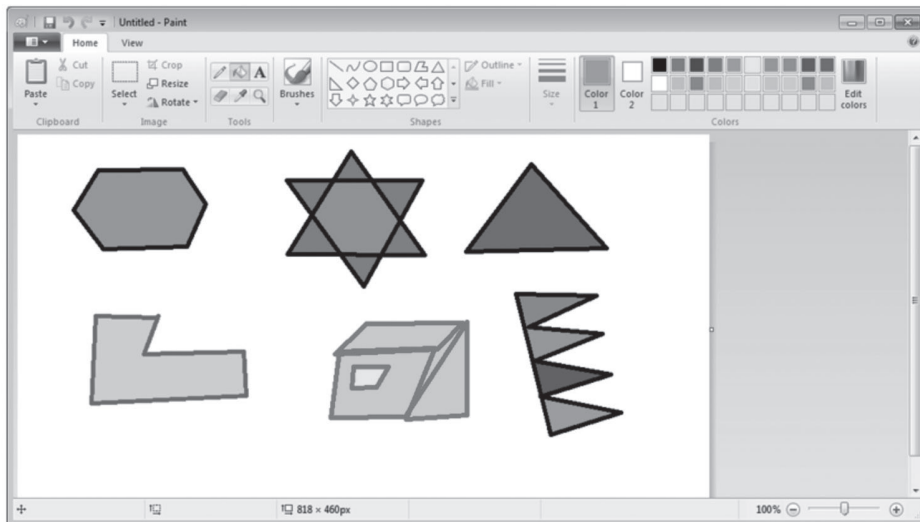 Untitled - Paint
Home View
Paste
Cut
Copy
Clipboard
Select
Crop
Resize
Rotate
Image
A
Tools
Brushes
Outline
Fill
Shapes
Size
Color 1
Color 2
Edit colors
Colors
818 × 460px
100%